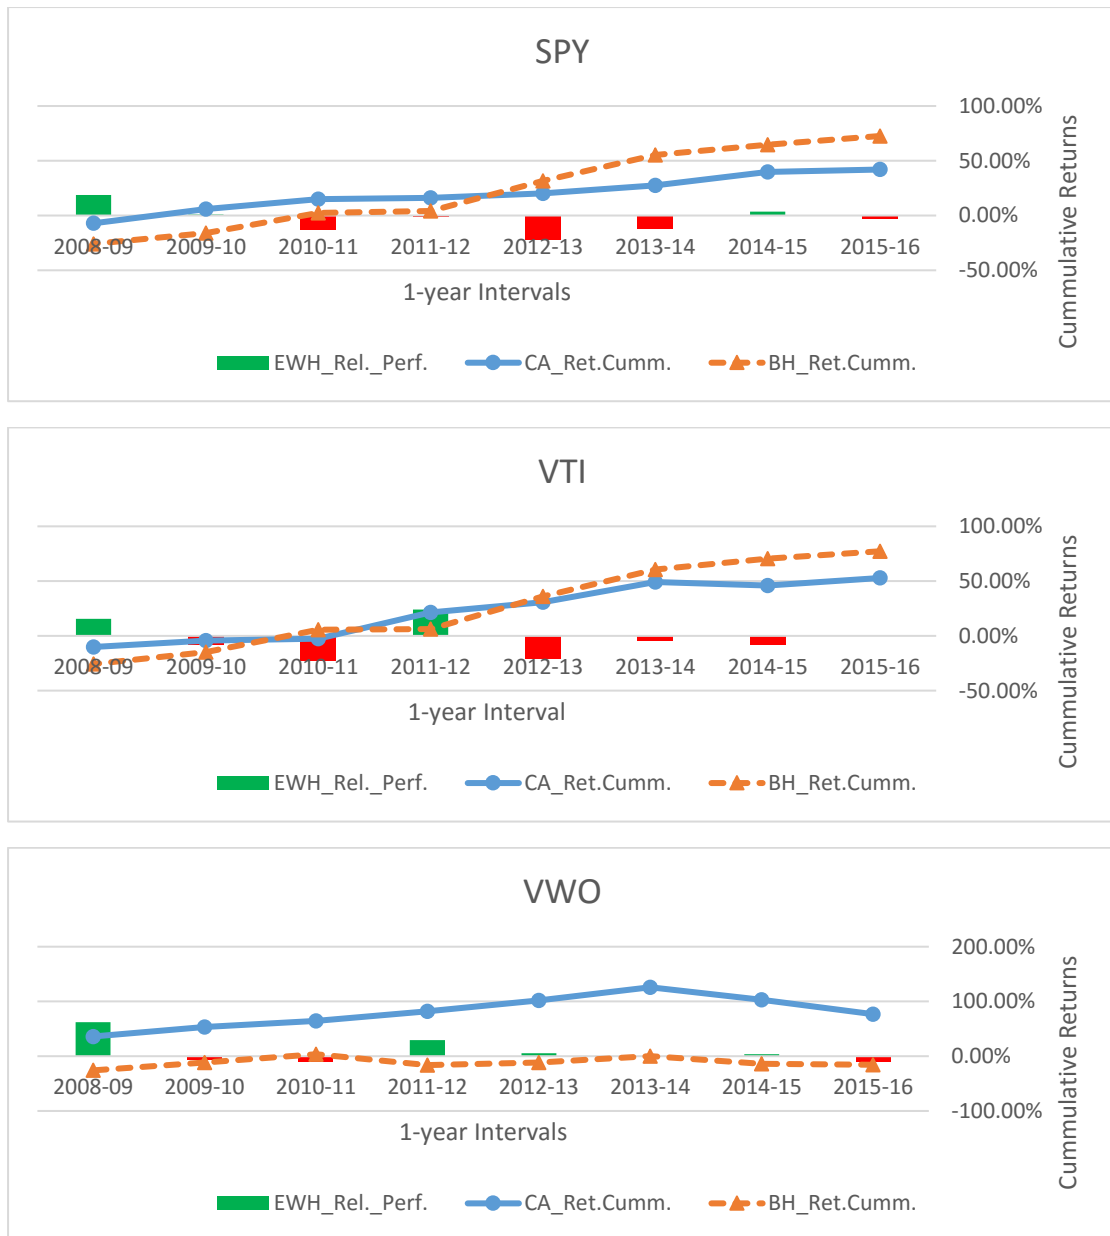 SPY
100.00%
50.00%
0.00%
-50.00%
Cummulative Returns
2008-09 2009-10 2010-11 2011-12 2012-13 2013-14 2014-15 2015-16
1-year Intervals
EWH_Rel._Perf. CA_Ret.Cumm. BH_Ret.Cumm.
VTI
100.00%
50.00%
0.00%
-50.00%
Cummulative Returns
2008-09 2009-10 2010-11 2011-12 2012-13 2013-14 2014-15 2015-16
1-year Interval
EWH_Rel._Perf. CA_Ret.Cumm. BH_Ret.Cumm.
VWO
200.00%
100.00%
0.00%
-100.00%
Cummulative Returns
2008-09 2009-10 2010-11 2011-12 2012-13 2013-14 2014-15 2015-16
1-year Intervals
EWH_Rel._Perf. CA_Ret.Cumm. BH_Ret.Cumm.